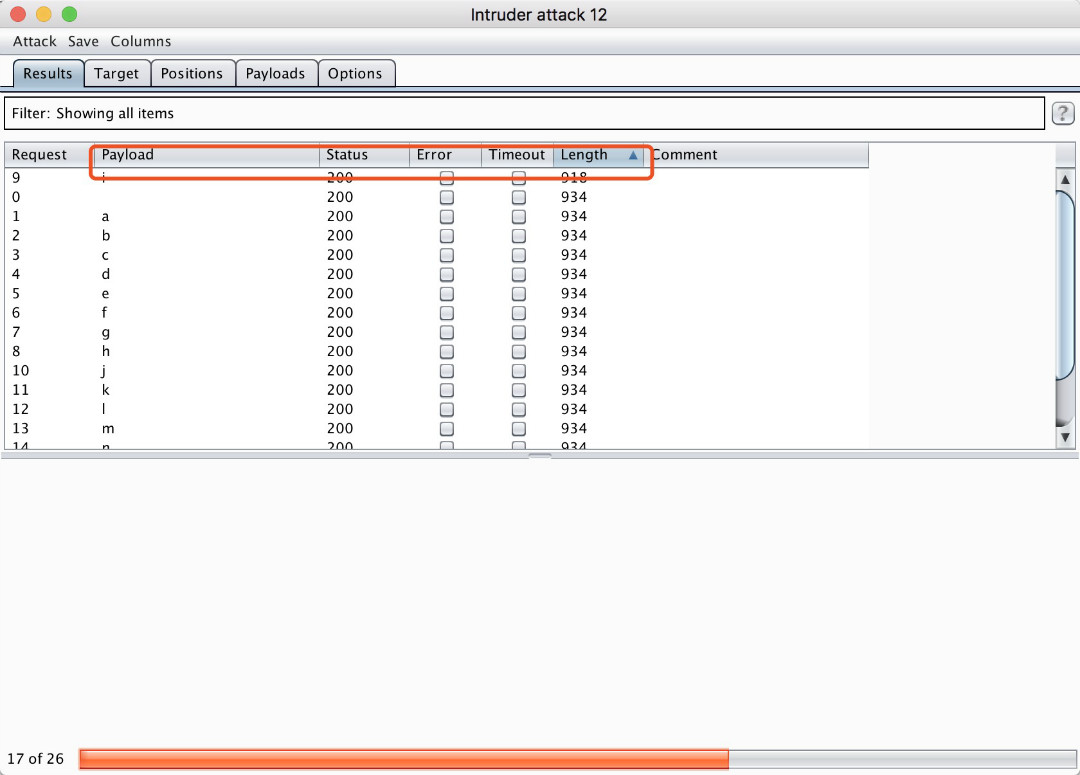 Intruder attack 12
Attack Save Columns
Results Target Positions Payloads Options
Filter: Showing all items
?
Request Payload Status Error Timeout Length Comment
9 i 200 918
0 200 934
1 a 200 934
2 b 200 934
3 c 200 934
4 d 200 934
5 e 200 934
6 f 200 934
7 g 200 934
8 h 200 934
10 j 200 934
11 k 200 934
12 l 200 934
13 m 200 934
14 n 200 934
17 of 26